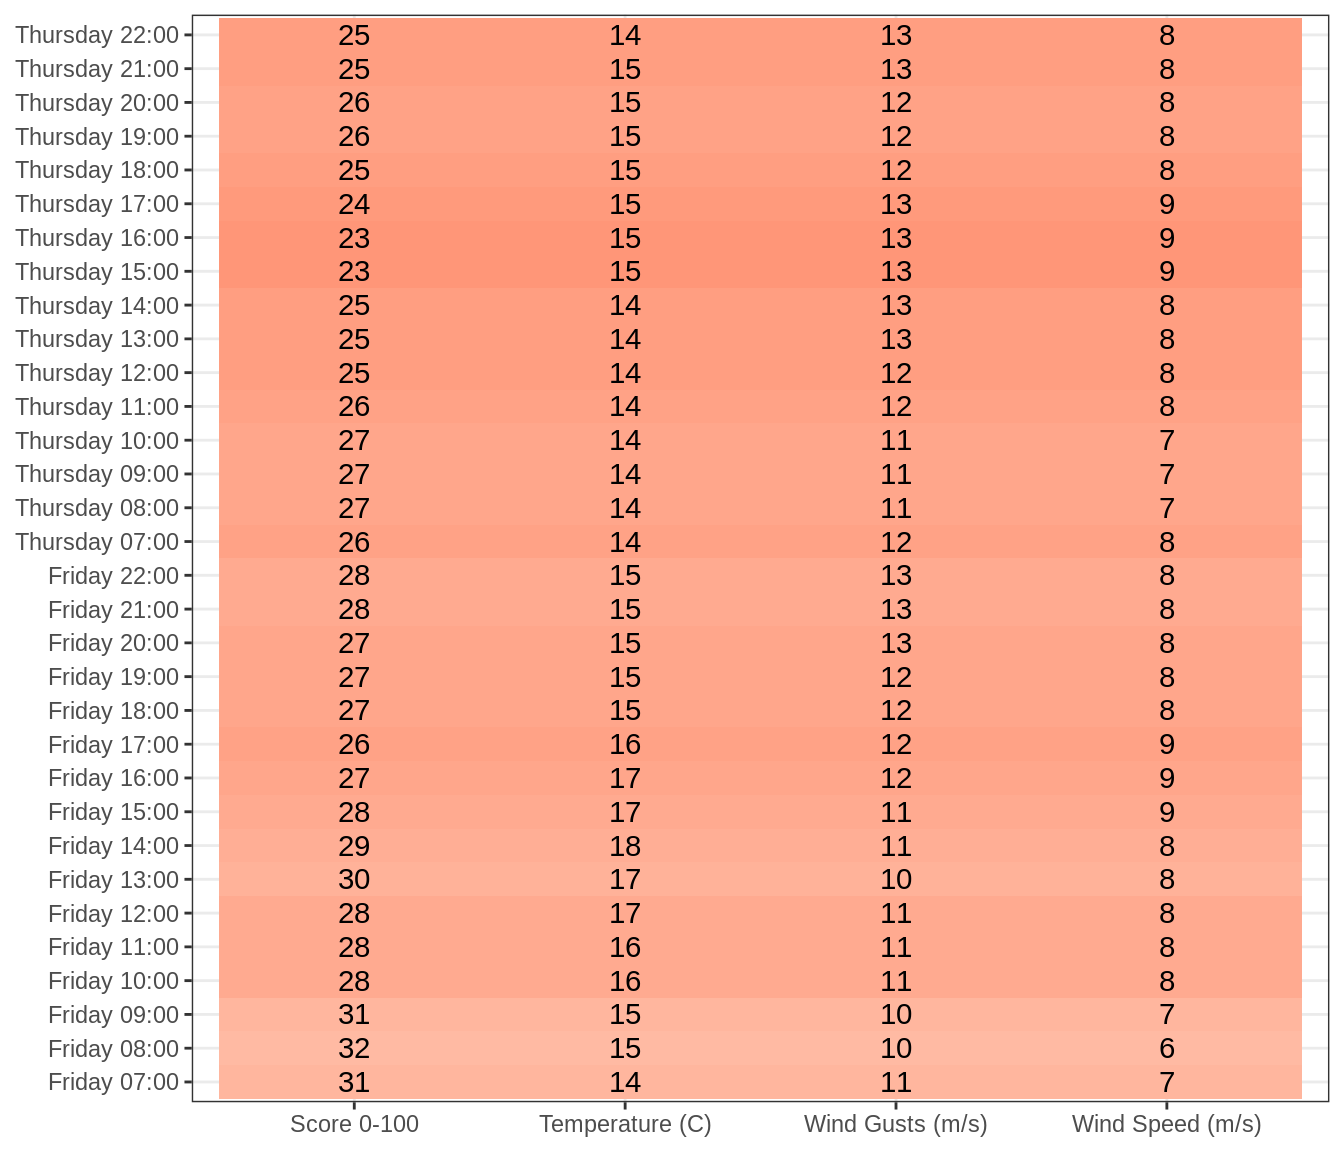 Thursday 22:00 25 14 13 8
Thursday 21:00 25 15 13 8
Thursday 20:00 26 15 12 8
Thursday 19:00 26 15 12 8
Thursday 18:00 25 15 12 8
Thursday 17:00 24 15 13 9
Thursday 16:00 23 15 13 9
Thursday 15:00 23 15 13 9
Thursday 14:00 25 14 13 8
Thursday 13:00 25 14 13 8
Thursday 12:00 25 14 12 8
Thursday 11:00 26 14 12 8
Thursday 10:00 27 14 11 7
Thursday 09:00 27 14 11 7
Thursday 08:00 27 14 11 7
Thursday 07:00 26 14 12 8
Friday 22:00 28 15 13 8
Friday 21:00 28 15 13 8
Friday 20:00 27 15 13 8
Friday 19:00 27 15 12 8
Friday 18:00 27 15 12 8
Friday 17:00 26 16 12 9
Friday 16:00 27 17 12 9
Friday 15:00 28 17 11 9
Friday 14:00 29 18 11 8
Friday 13:00 30 17 10 8
Friday 12:00 28 17 11 8
Friday 11:00 28 16 11 8
Friday 10:00 28 16 11 8
Friday 09:00 31 15 10 7
Friday 08:00 32 15 10 6
Friday 07:00 31 14 11 7
Score 0-100 Temperature (C) Wind Gusts (m/s) Wind Speed (m/s)